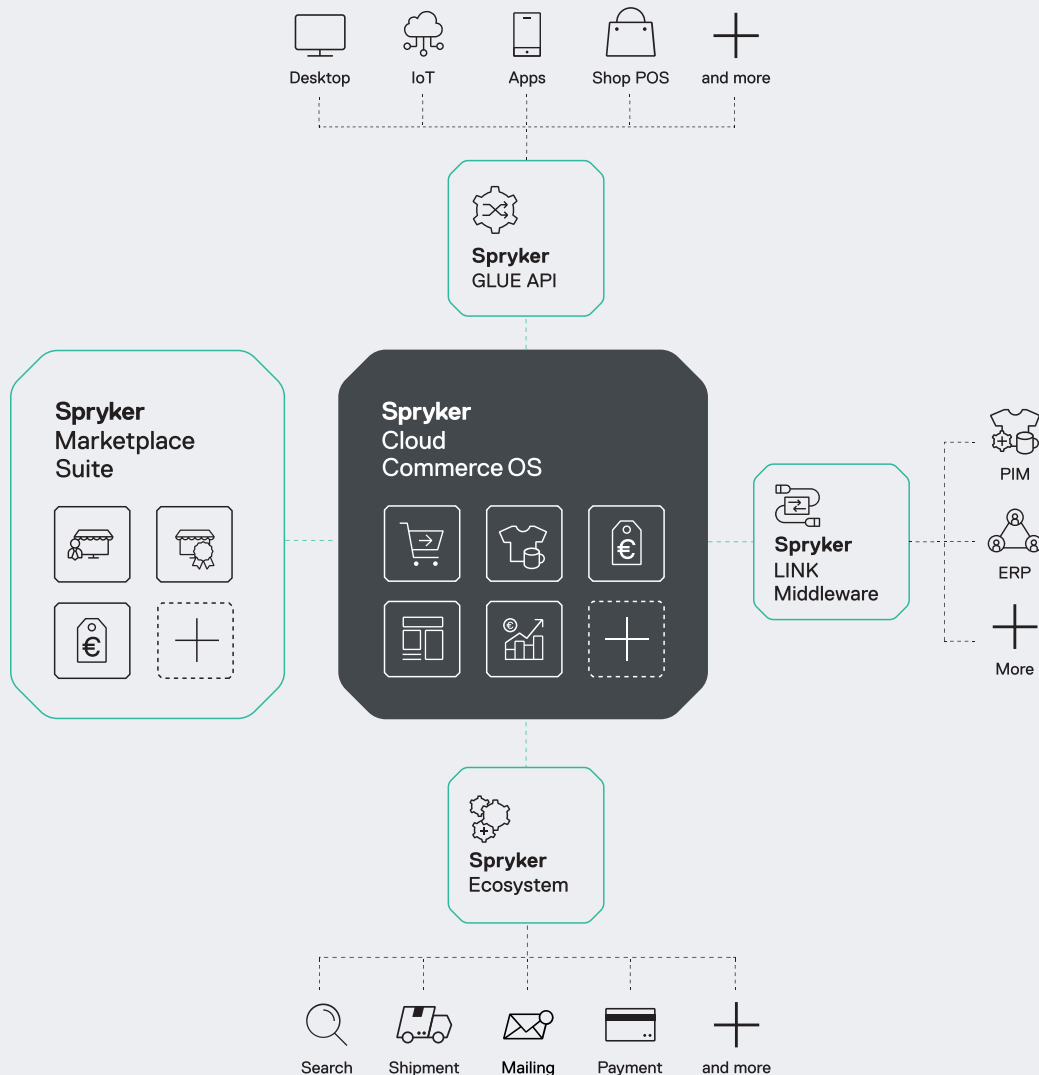 Desktop
IoT
Apps
Shop POS
and more
Spryker
GLUE API
Spryker
Marketplace
Suite
€
Spryker
Cloud
Commerce OS
€
€
Spryker
LINK
Middleware
PIM
ERP
More
Spryker
Ecosystem
Search
Shipment
Mailing
Payment
and more